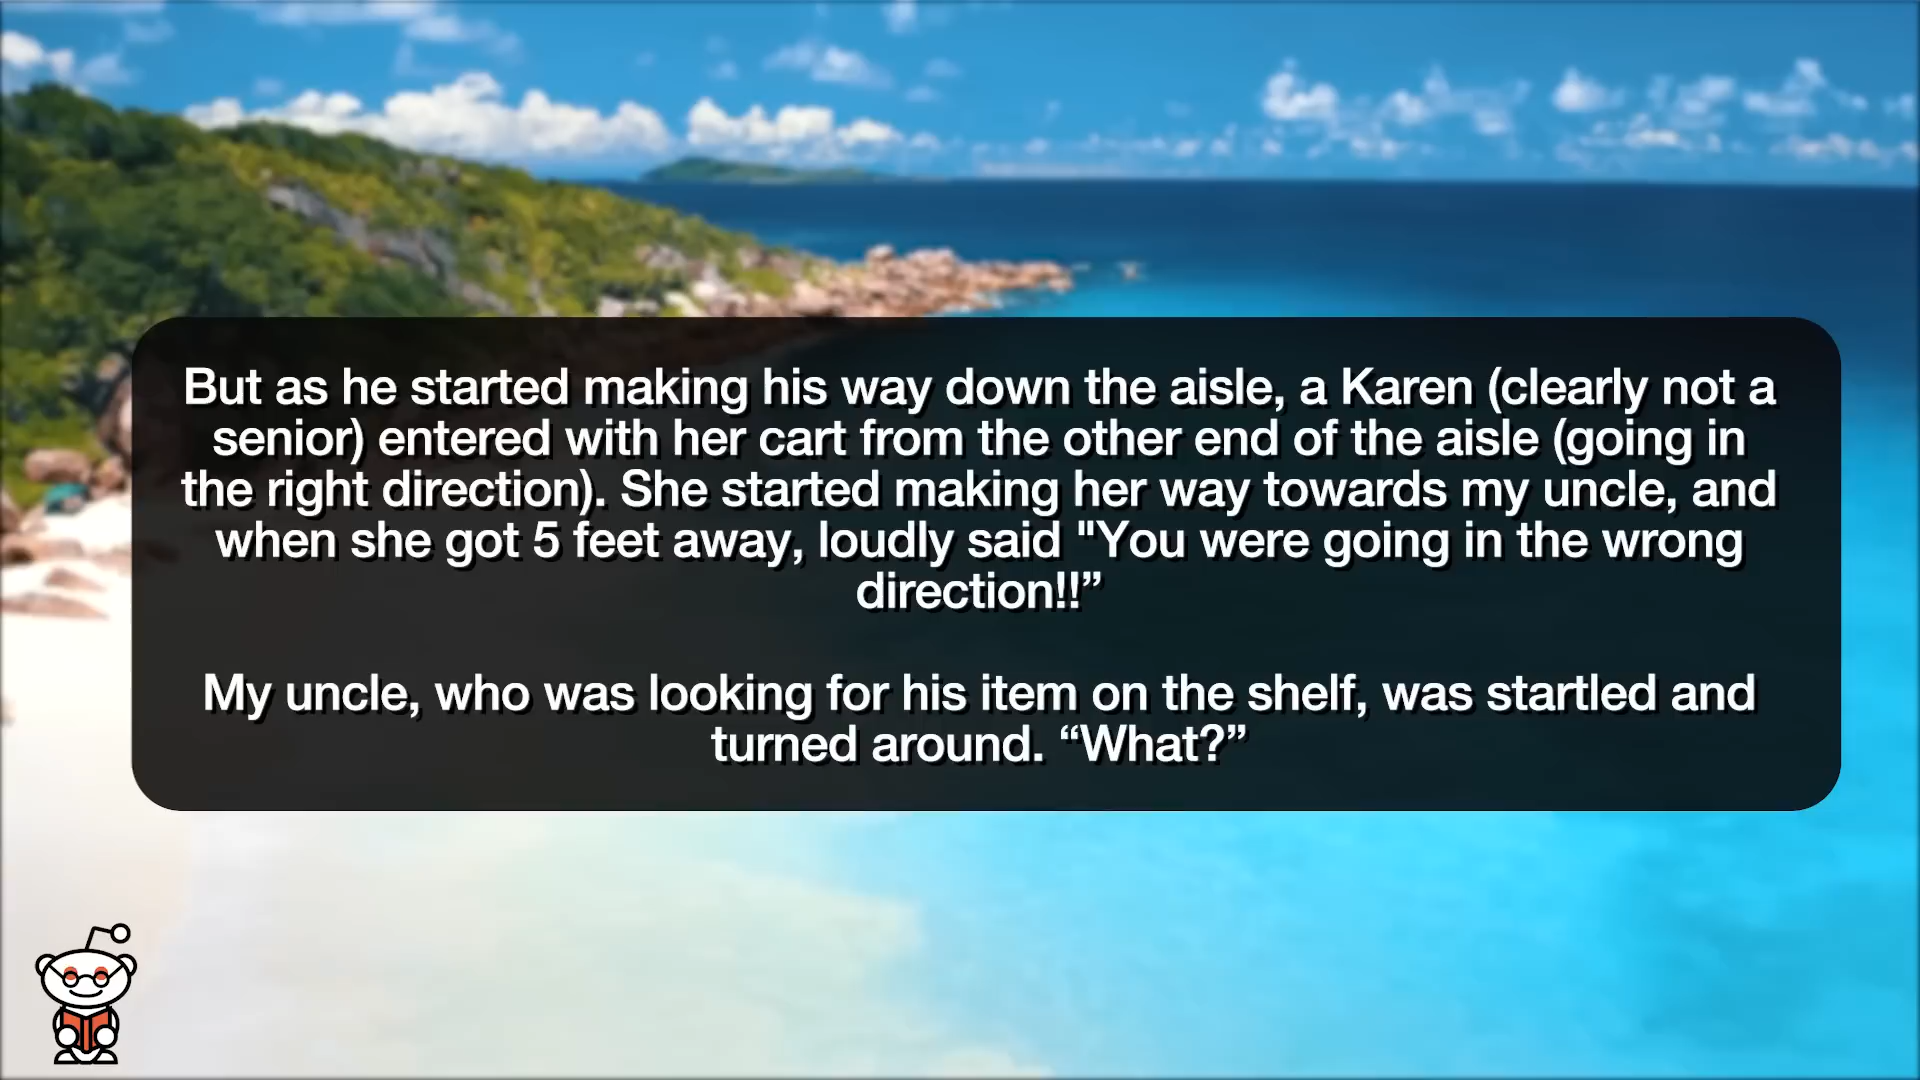 But as he started making his way down the aisle, a Karen (clearly not a
senior) entered with her cart from the other end of the aisle (going in
the right direction). She started making her way towards my uncle, and
when she got 5 feet away, loudly said "You were going in the wrong
direction!!”
My uncle, who was looking for his item on the shelf, was startled and
turned around. “What?”